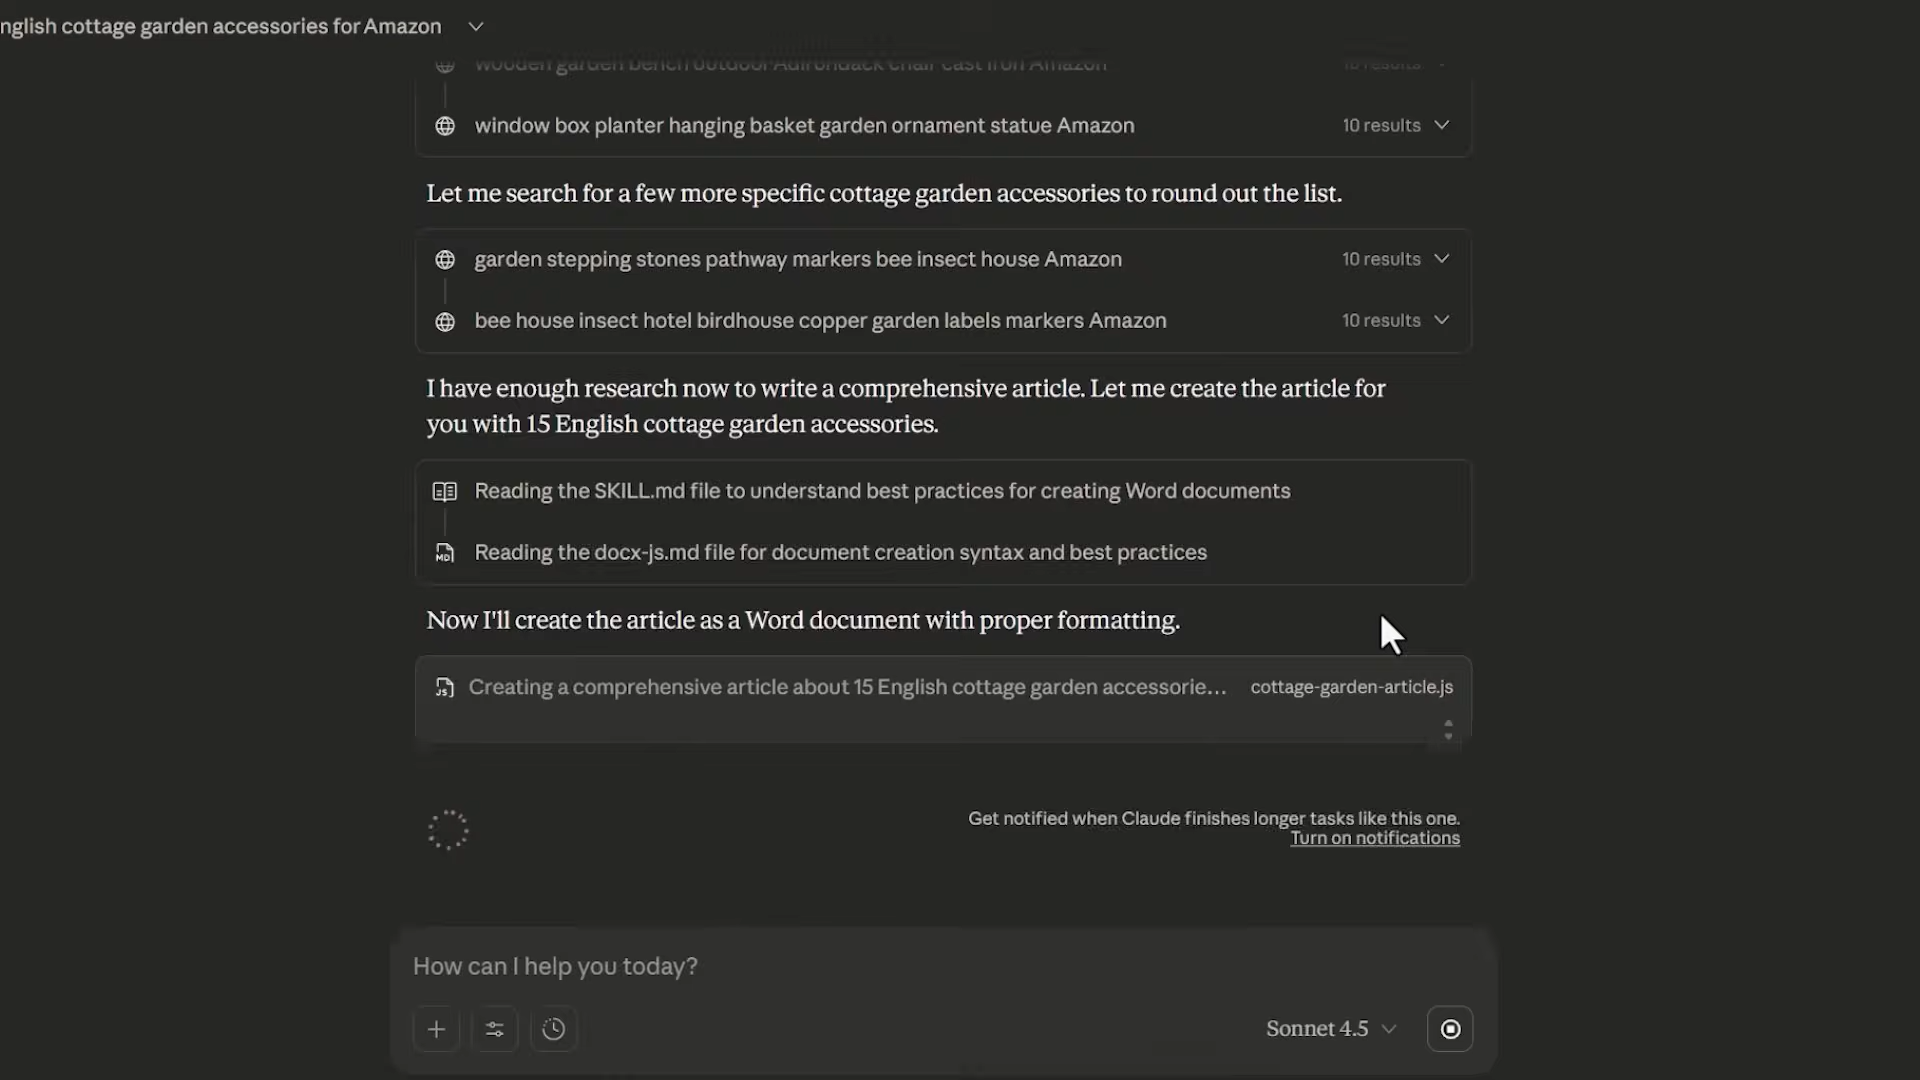 nglish cottage garden accessories for Amazon
wooden garden bench outdoor Adirondack chair cast iron Amazon 10 results
window box planter hanging basket garden ornament statue Amazon 10 results
Let me search for a few more specific cottage garden accessories to round out the list.
garden stepping stones pathway markers bee insect house Amazon 10 results
bee house insect hotel birdhouse copper garden labels markers Amazon 10 results
I have enough research now to write a comprehensive article. Let me create the article for
you with 15 English cottage garden accessories.
Reading the SKILL.md file to understand best practices for creating Word documents
MD Reading the docx-js.md file for document creation syntax and best practices
Now I'll create the article as a Word document with proper formatting.
JS Creating a comprehensive article about 15 English cottage garden accessorie... cottage-garden-article.js
Get notified when Claude finishes longer tasks like this one.
Turn on notifications
How can I help you today?
Sonnet 4.5